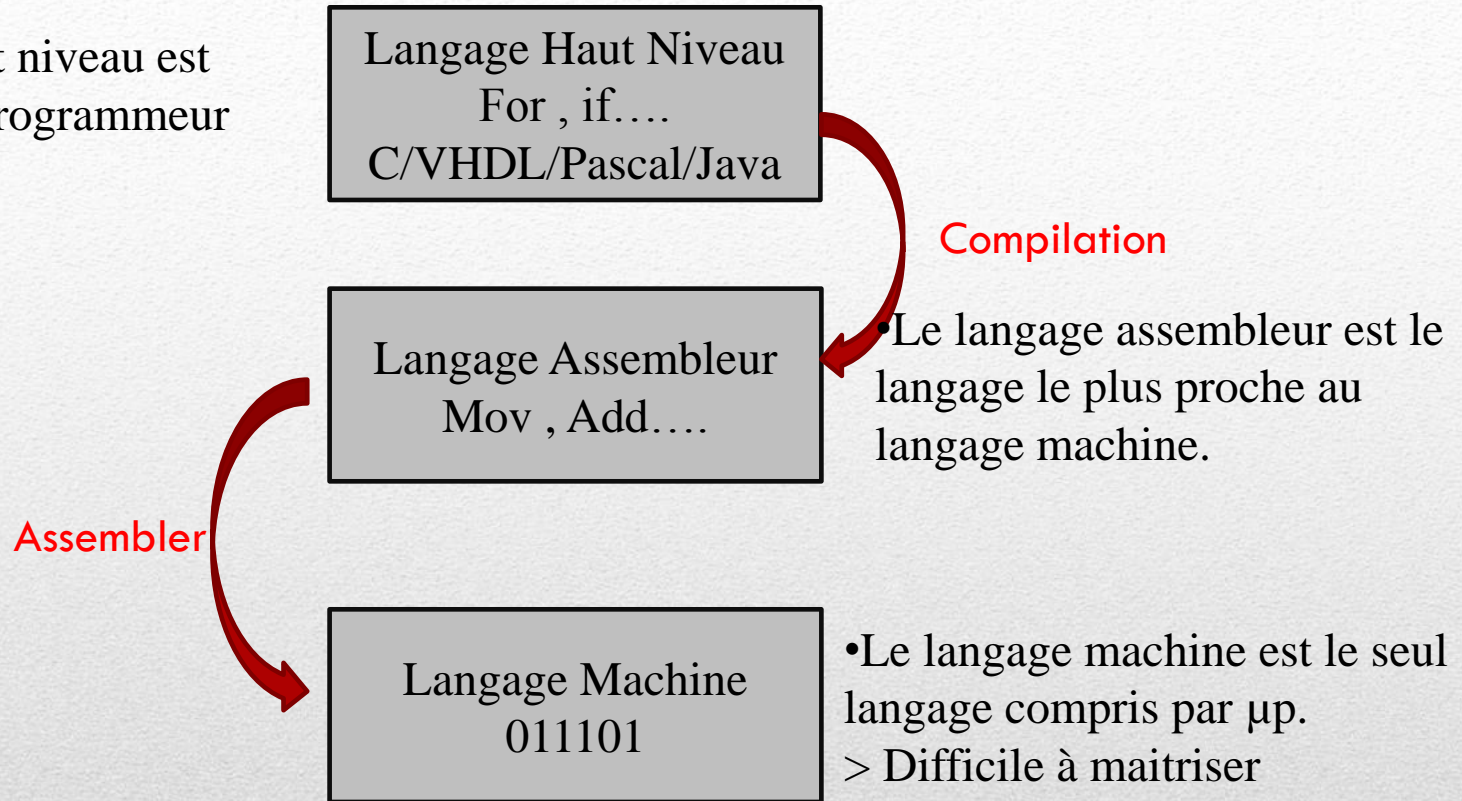 t niveau est
rogrammeur
Langage Haut Niveau
For , if….
C/VHDL/Pascal/Java
Compilation
Langage Assembleur
Mov , Add….
•Le langage assembleur est le
langage le plus proche au
langage machine.
Assembler
Langage Machine
011101
•Le langage machine est le seul
langage compris par µp.
> Difficile à maitriser